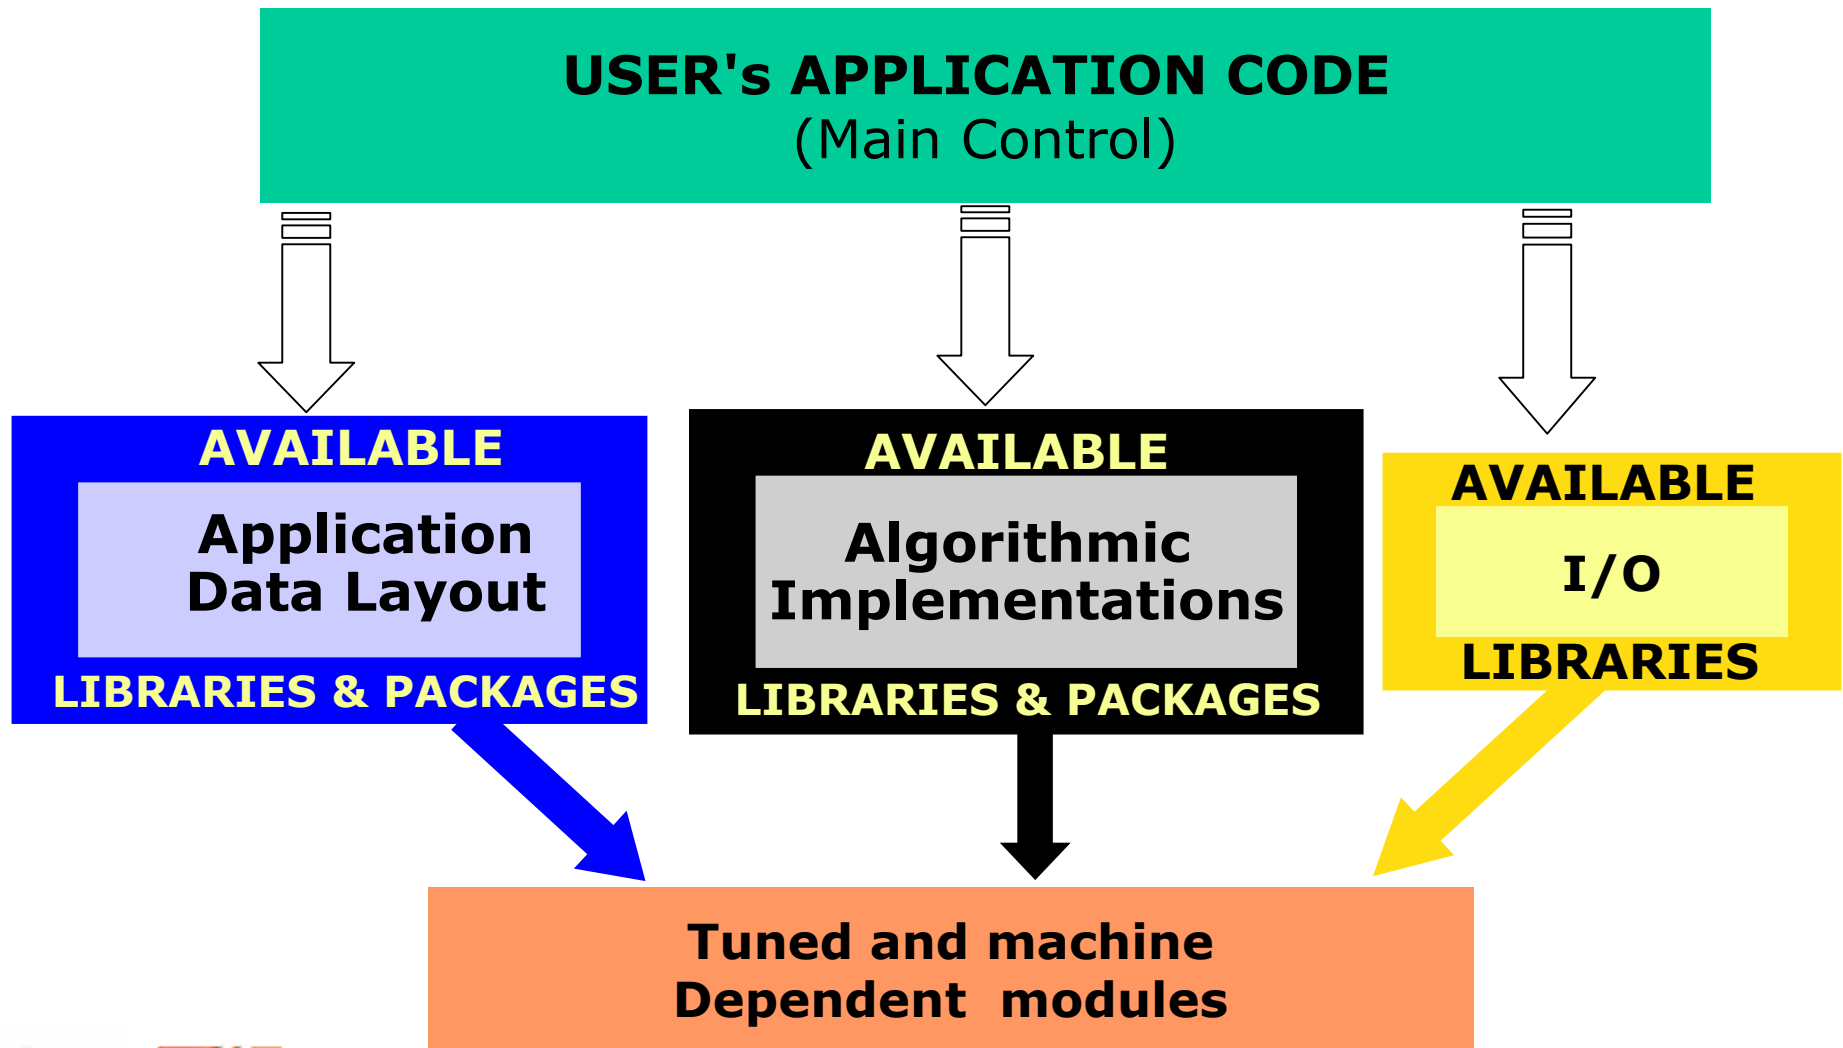 USER's APPLICATION CODE
(Main Control)
AVAILABLE
Application
Data Layout
LIBRARIES & PACKAGES
AVAILABLE
Algorithmic
Implementations
LIBRARIES & PACKAGES
AVAILABLE
I/O
LIBRARIES
Tuned and machine
Dependent modules